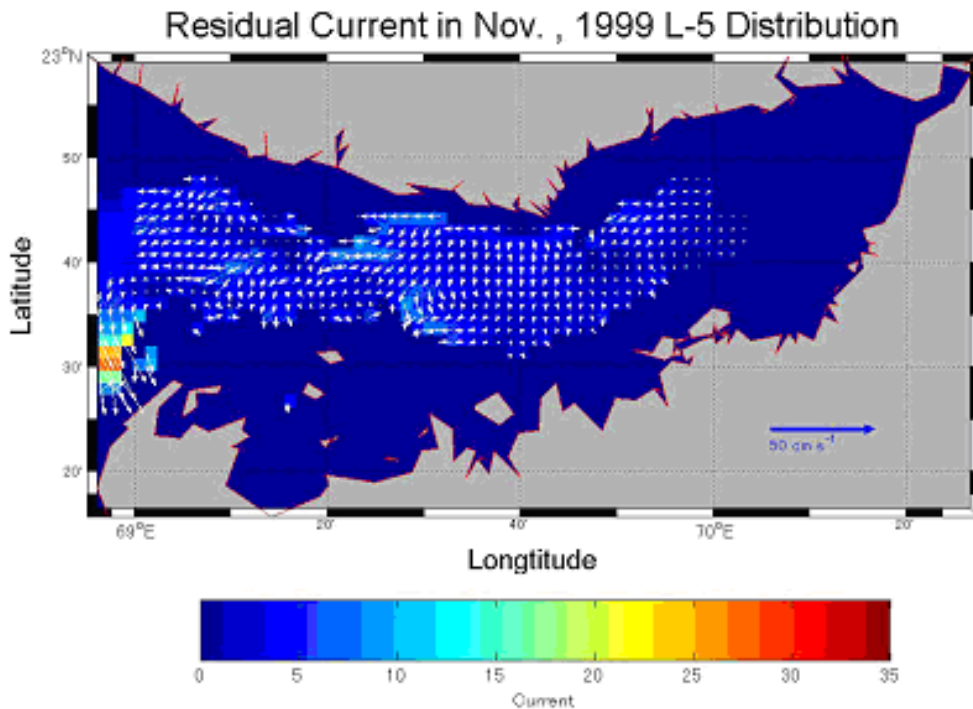 Residual Current in Nov. , 1999 L-5 Distribution
23°N
50'
40'
30'
20'
Latitude
50 cm s⁻¹
69°E 20' 40' 70°E 20'
Longtitude
0 5 10 15 20 25 30 35
Current